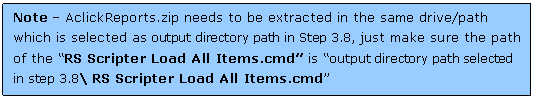 Note – AclickReports.zip needs to be extracted in the same drive/path
which is selected as output directory path in Step 3.8, just make sure the path
of the “RS Scripter Load All Items.cmd” is “output directory path selected
in step 3.8\ RS Scripter Load All Items.cmd”